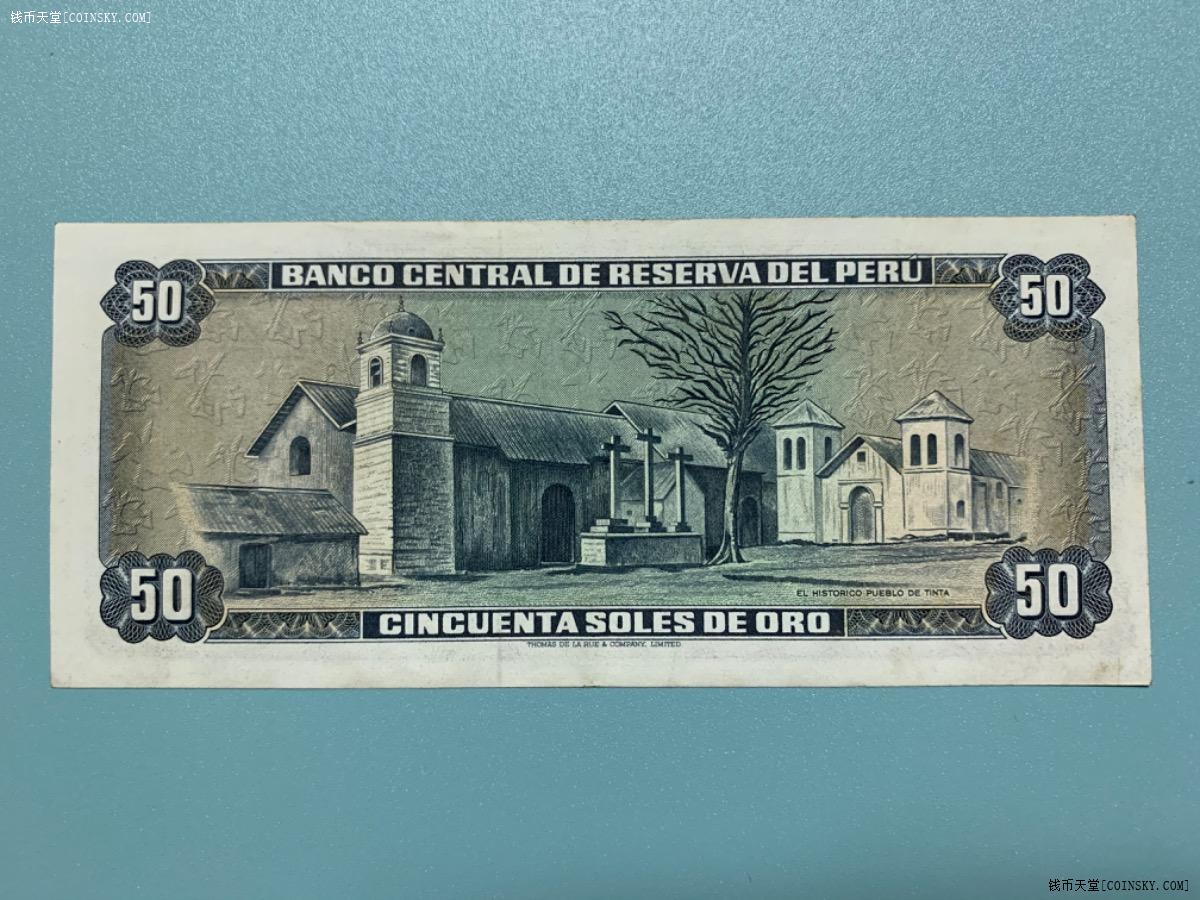 钱币天堂[COINSKY.COM]
BANCO CENTRAL DE RESERVA DEL PERÚ
50
50
50
50
EL HISTORICO PUEBLO DE TINTA
CINCUENTA SOLES DE ORO
THOMAS DE LA RUE & COMPANY, LIMITED.
钱币天堂[COINSKY.COM]